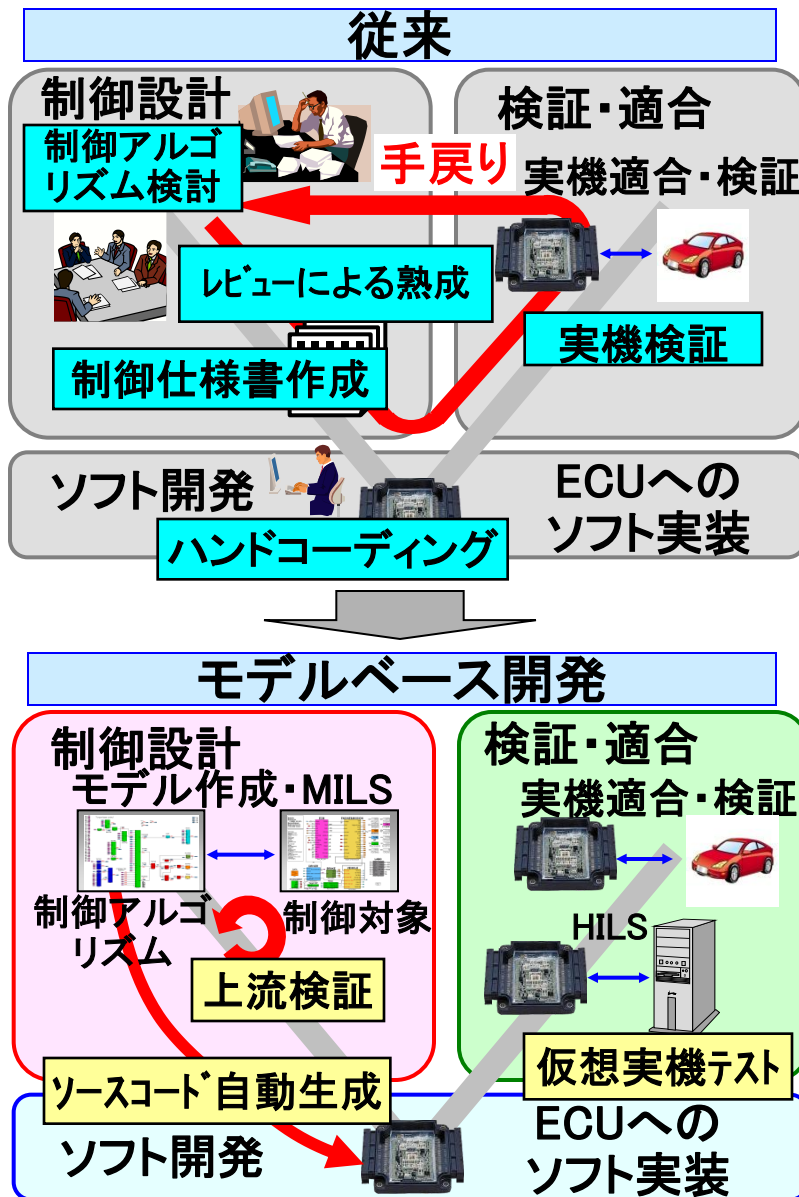 従来
制御設計
制御アルゴ
リズム検討
手戻り
レビューによる熟成
制御仕様書作成
検証・適合
実機適合・検証
実機検証
ソフト開発
ハンドコーディング
ECUへの
ソフト実装
モデルベース開発
制御設計
モデル作成・MILS
制御アルゴ
リズム
制御対象
上流検証
ソースコード自動生成
検証・適合
実機適合・検証
HILS
仮想実機テスト
ソフト開発
ECUへの
ソフト実装